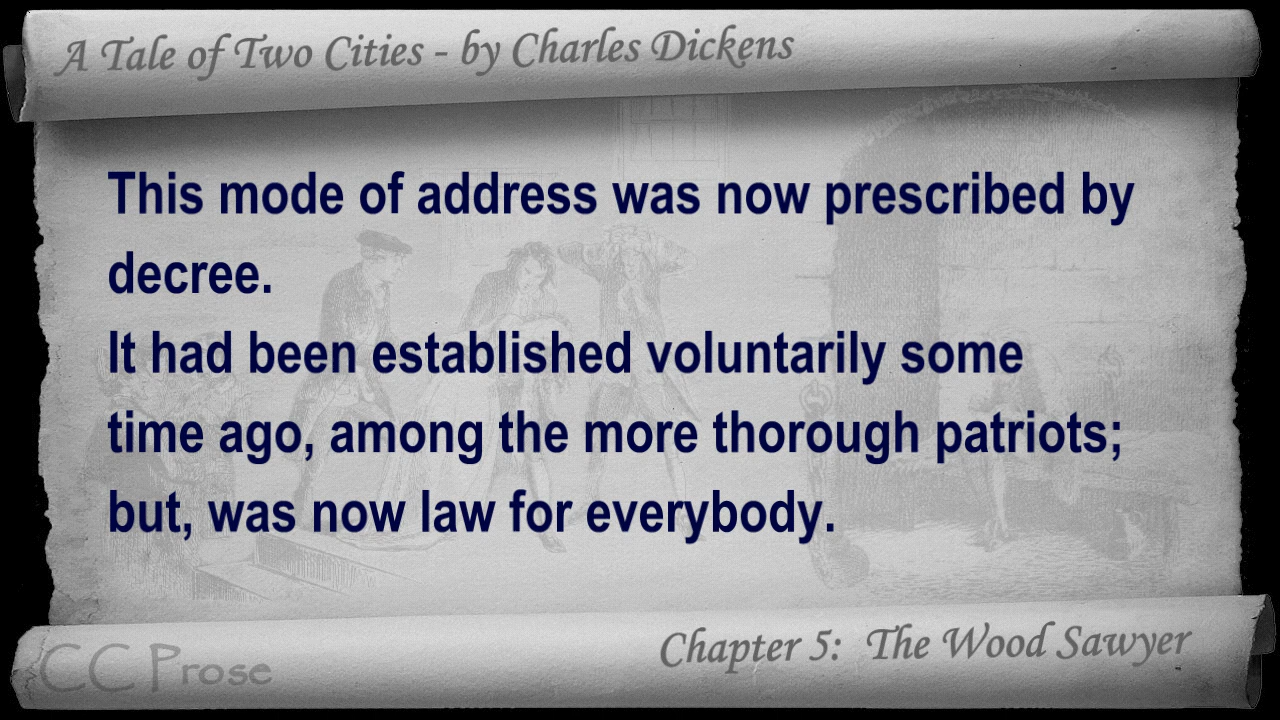 A Tale of Two Cities - by Charles Dickens
This mode of address was now prescribed by
decree.
It had been established voluntarily some
time ago, among the more thorough patriots;
but, was now law for everybody.
CC Prose
Chapter 5: The Wood Sawyer